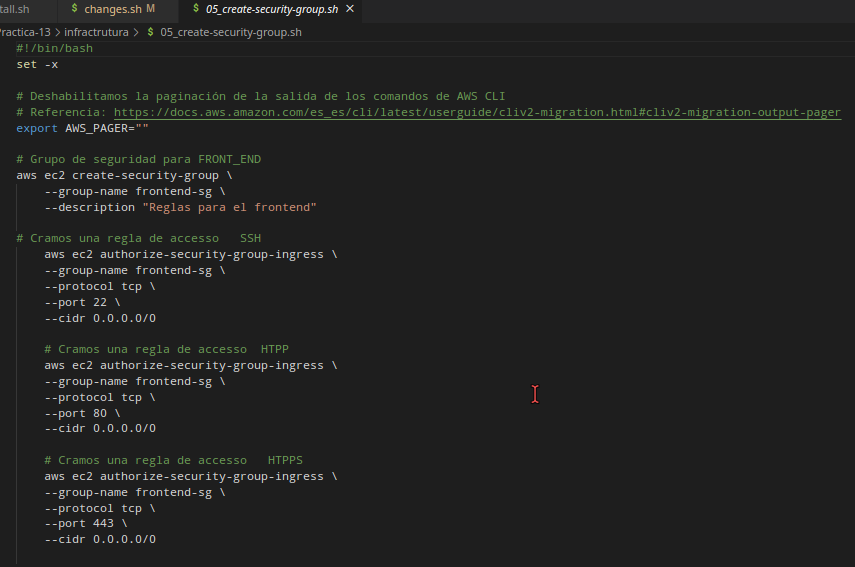 tall.sh $ changes.sh M $ 05_create-security-group.sh ×
ractica-13 > infractrutura > $ 05_create-security-group.sh
#!/bin/bash
set -x
# Deshabilitamos la paginación de la salida de los comandos de AWS CLI
# Referencia: https://docs.aws.amazon.com/es_es/cli/latest/userguide/cliv2-migration.html#cliv2-migration-output-pager
export AWS_PAGER=""
# Grupo de seguridad para FRONT_END
aws ec2 create-security-group \
--group-name frontend-sg \
--description "Reglas para el frontend"
# Cramos una regla de accesso SSH
aws ec2 authorize-security-group-ingress \
--group-name frontend-sg \
--protocol tcp \
--port 22 \
--cidr 0.0.0.0/0
# Cramos una regla de accesso HTPP
aws ec2 authorize-security-group-ingress \
--group-name frontend-sg \
--protocol tcp \
--port 80 \
--cidr 0.0.0.0/0
# Cramos una regla de accesso HTPPS
aws ec2 authorize-security-group-ingress \
--group-name frontend-sg \
--protocol tcp \
--port 443 \
--cidr 0.0.0.0/0